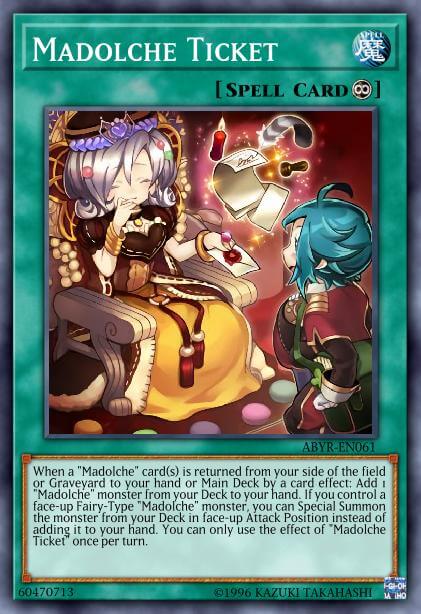 MADOLCHE TICKET
SPELL
魔
[SPELL CARD]
ABYR-EN061
When a "Madolche" card(s) is returned from your side of the field
or Graveyard to your hand or Main Deck by a card effect: Add 1
"Madolche" monster from your Deck to your hand. If you control a
face-up Fairy-Type "Madolche" monster, you can Special Summon
the monster from your Deck in face-up Attack Position instead of
adding it to your hand. You can only use the effect of "Madolche
Ticket" once per turn.
60470713
©1996 KAZUKI TAKAHASHI